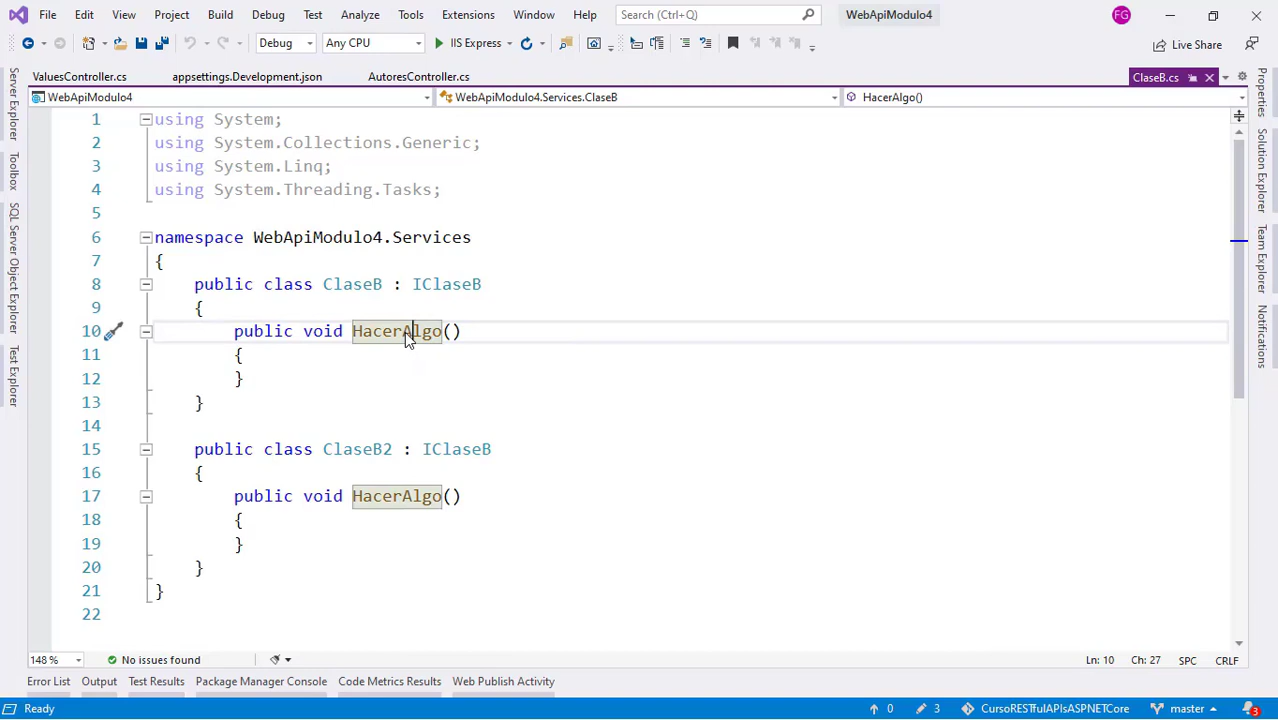 File Edit View Project Build Debug Test Analyze Tools Extensions Window Help Search (Ctrl+Q) WebApiModulo4 FG
Debug Any CPU IIS Express Live Share
ValuesController.cs appsettings.Development.json AutoresController.cs ClaseB.cs
WebApiModulo4 WebApiModulo4.Services.ClaseB HacerAlgo()
Server Explorer
Toolbox
SQL Server Object Explorer
Test Explorer
1 using System;
2 using System.Collections.Generic;
3 using System.Linq;
4 using System.Threading.Tasks;
5
6 namespace WebApiModulo4.Services
7 {
8 public class ClaseB : IClaseB
9 {
10 public void HacerAlgo()
11 {
12 }
13 }
14
15 public class ClaseB2 : IClaseB
16 {
17 public void HacerAlgo()
18 {
19 }
20 }
21 }
22
Properties
Solution Explorer
Team Explorer
Notifications
148 % No issues found Ln: 10 Ch: 27 SPC CRLF
Error List Output Test Results Package Manager Console Code Metrics Results Web Publish Activity
Ready 0 3 CursoRESTfulAPIsASPNETCore master 3